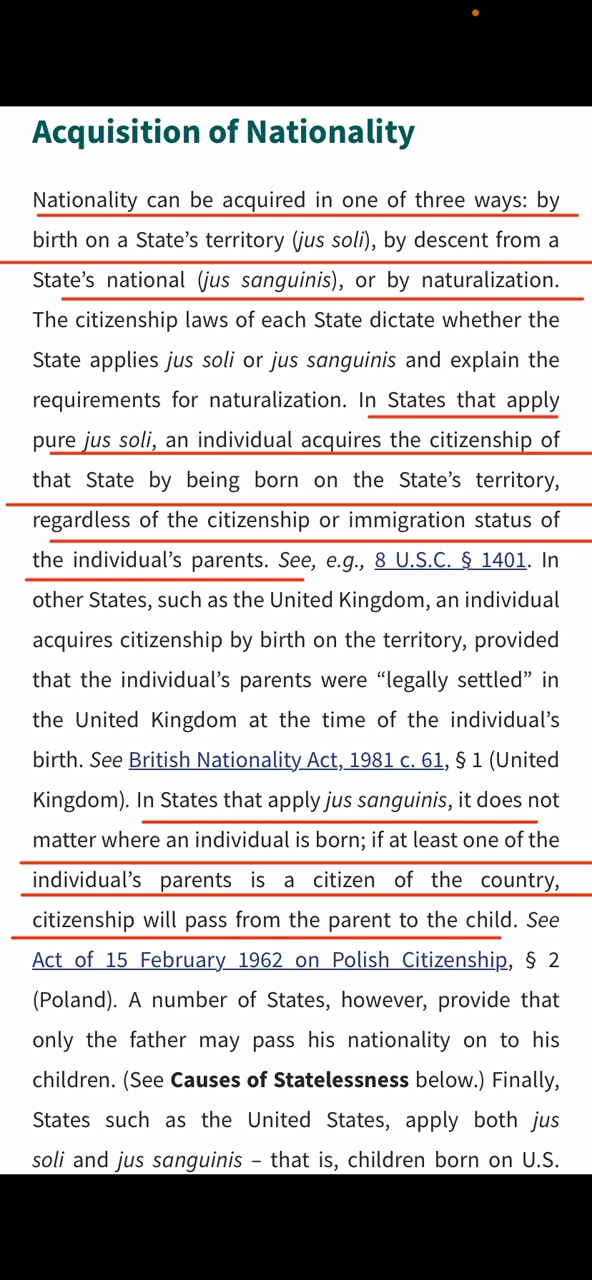 Acquisition of Nationality
Nationality can be acquired in one of three ways: by
birth on a State’s territory (jus soli), by descent from a
State’s national (jus sanguinis), or by naturalization.
The citizenship laws of each State dictate whether the
State applies jus soli or jus sanguinis and explain the
requirements for naturalization. In States that apply
pure jus soli, an individual acquires the citizenship of
that State by being born on the State’s territory,
regardless of the citizenship or immigration status of
the individual’s parents. See, e.g., 8 U.S.C. § 1401. In
other States, such as the United Kingdom, an individual
acquires citizenship by birth on the territory, provided
that the individual’s parents were “legally settled” in
the United Kingdom at the time of the individual’s
birth. See British Nationality Act, 1981 c. 61, § 1 (United
Kingdom). In States that apply jus sanguinis, it does not
matter where an individual is born; if at least one of the
individual’s parents is a citizen of the country,
citizenship will pass from the parent to the child. See
Act of 15 February 1962 on Polish Citizenship, § 2
(Poland). A number of States, however, provide that
only the father may pass his nationality on to his
children. (See Causes of Statelessness below.) Finally,
States such as the United States, apply both jus
soli and jus sanguinis – that is, children born on U.S.